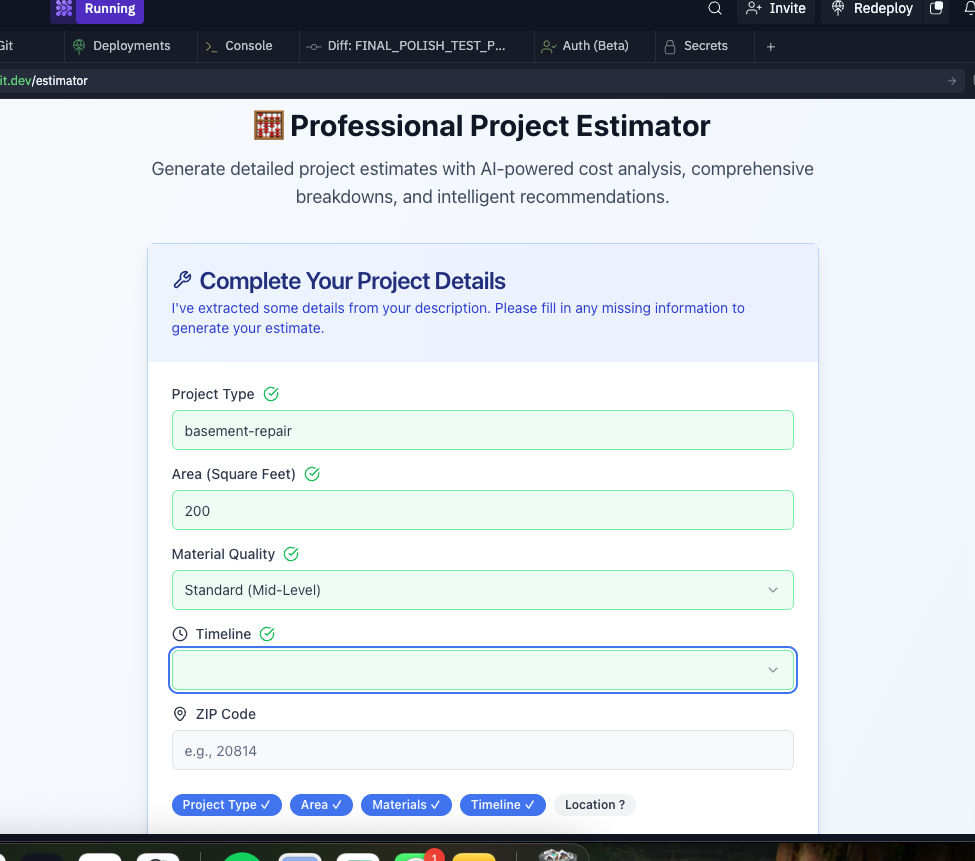 Running
Invite
Redeploy
Git
Deployments
Console
Diff: FINAL_POLISH_TEST_P...
Auth (Beta)
Secrets
it.dev/estimator
Professional Project Estimator
Generate detailed project estimates with AI-powered cost analysis, comprehensive
breakdowns, and intelligent recommendations.
Complete Your Project Details
I've extracted some details from your description. Please fill in any missing information to
generate your estimate.
Project Type
basement-repair
Area (Square Feet)
200
Material Quality
Standard (Mid-Level)
Timeline
ZIP Code
e.g., 20814
Project Type ✓ Area ✓ Materials ✓ Timeline ✓ Location ?
1